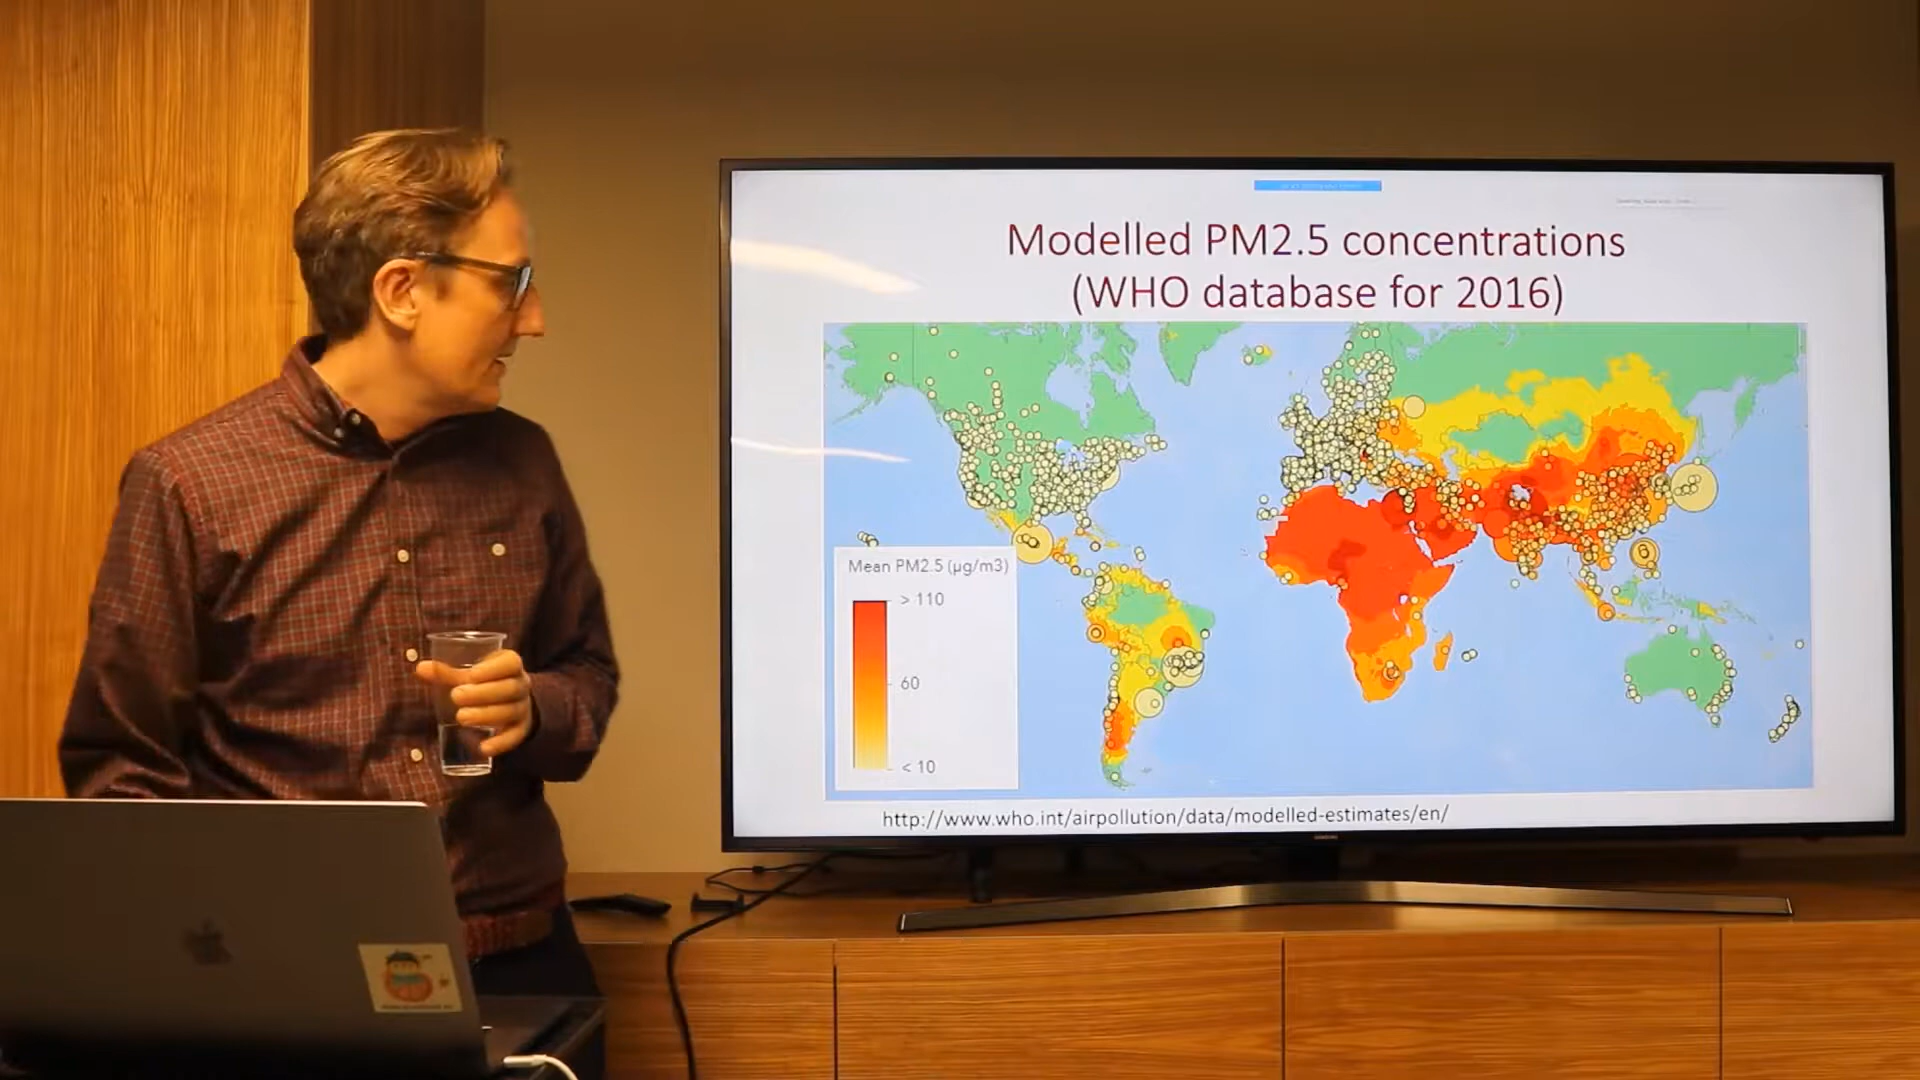 Modelled PM2.5 concentrations
(WHO database for 2016)
Mean PM2.5 (µg/m3)
> 110
60
< 10
http://www.who.int/airpollution/data/modelled-estimates/en/
SAMSUNG